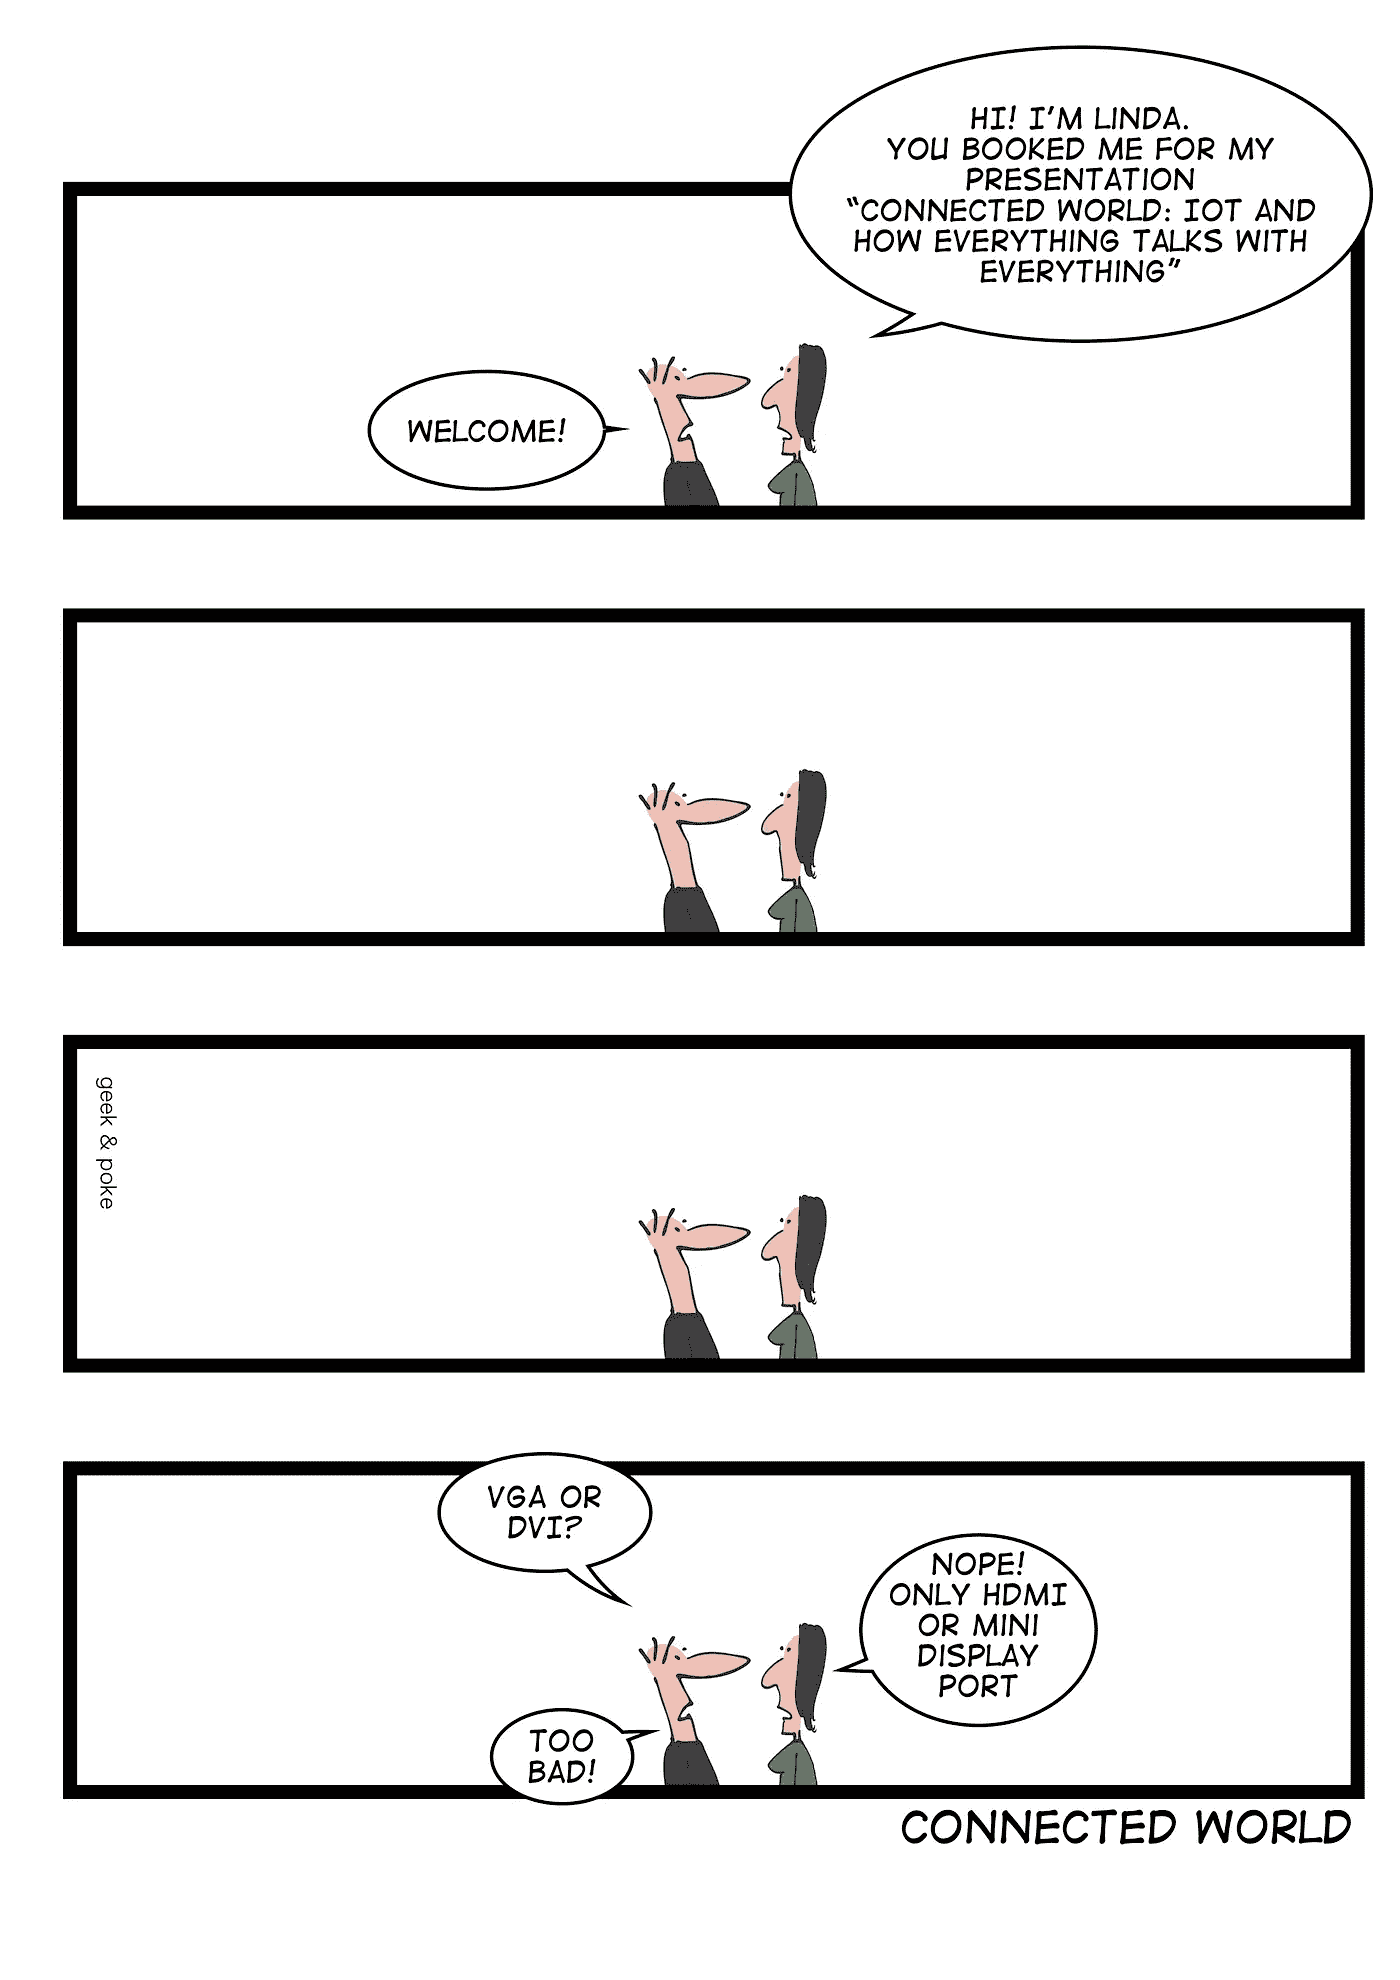 HI! I'M LINDA.
YOU BOOKED ME FOR MY
PRESENTATION
“CONNECTED WORLD: IOT AND
HOW EVERYTHING TALKS WITH
EVERYTHING”
WELCOME!
geek & poke
VGA OR
DVI?
NOPE!
ONLY HDMI
OR MINI
DISPLAY
PORT
TOO
BAD!
CONNECTED WORLD